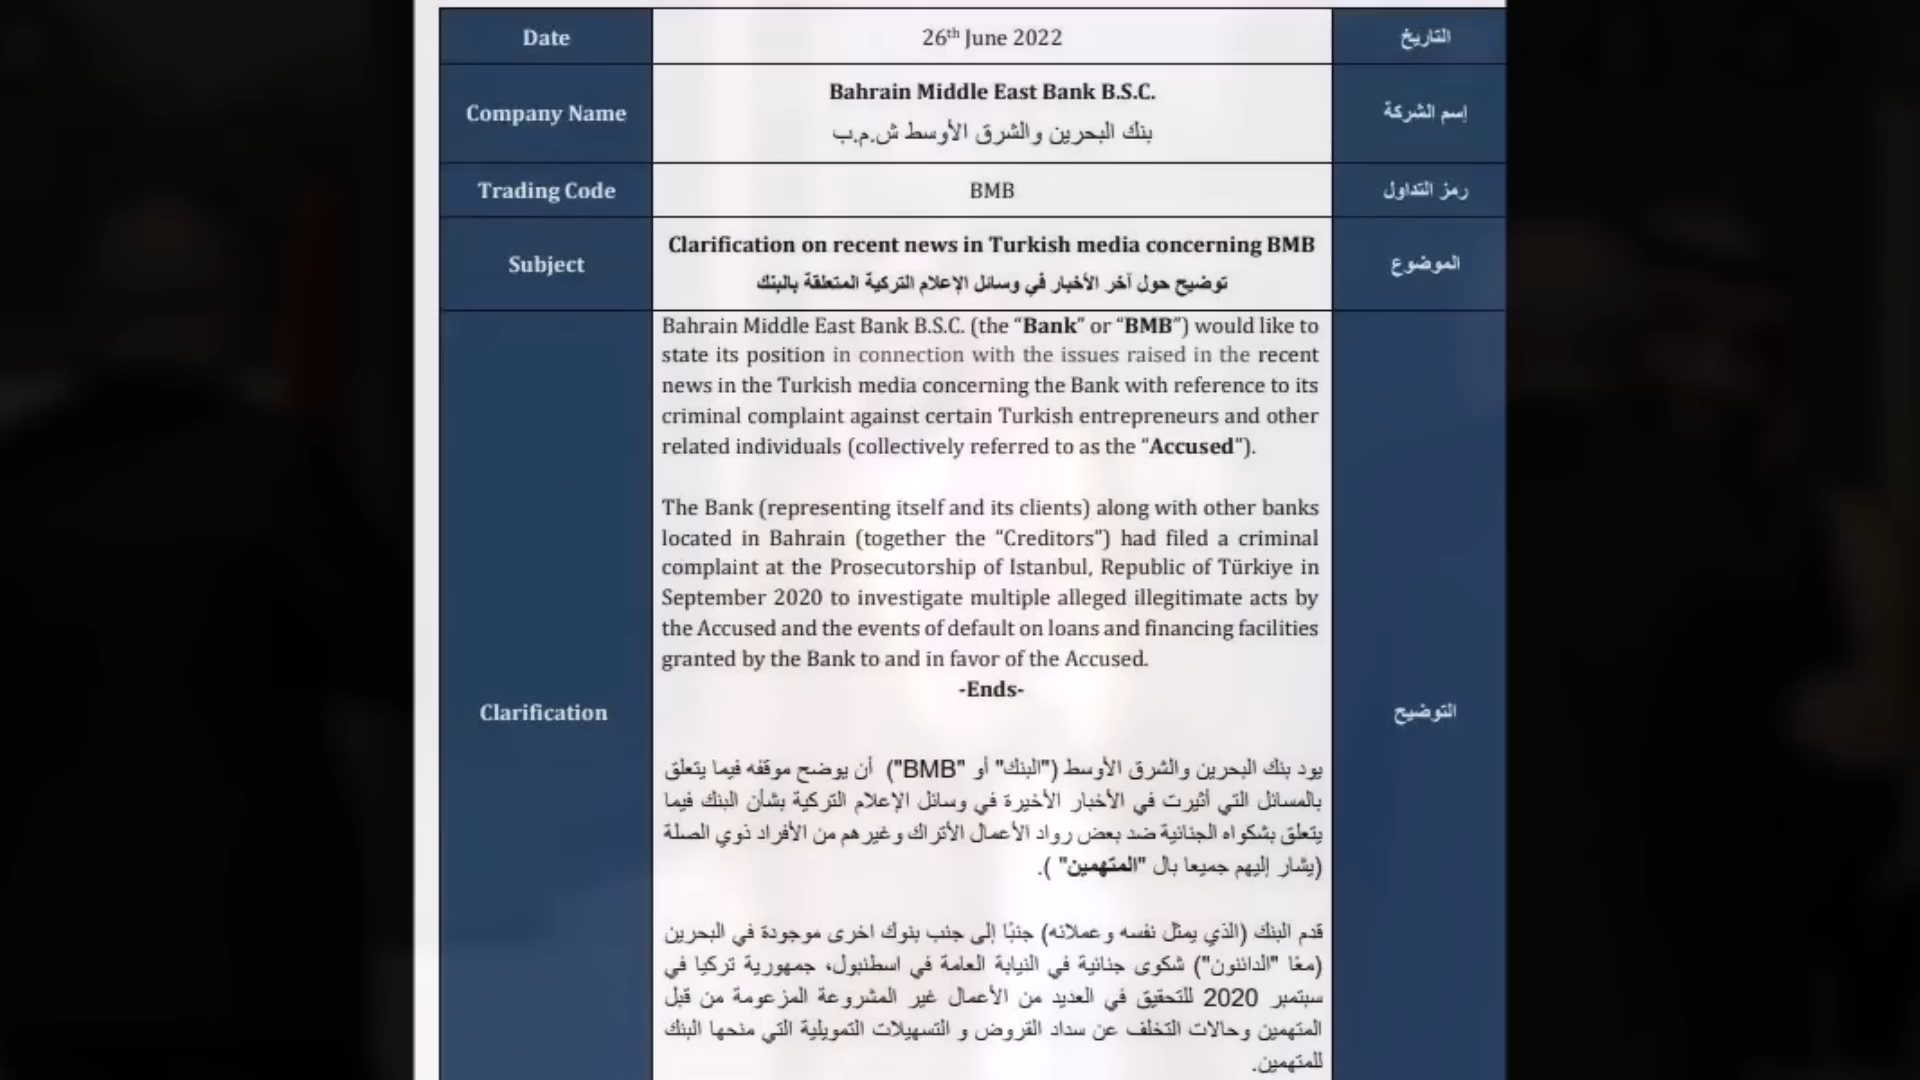 Date
26th June 2022
التاريخ
Company Name
Bahrain Middle East Bank B.S.C.
بنك البحرين والشرق الأوسط ش.م.ب
إسم الشركة
Trading Code
BMB
رمز التداول
Subject
Clarification on recent news in Turkish media concerning BMB
توضيح حول آخر الأخبار في وسائل الإعلام التركية المتعلقة بالبنك
الموضوع
Clarification
Bahrain Middle East Bank B.S.C. (the “Bank” or “BMB”) would like to
state its position in connection with the issues raised in the recent
news in the Turkish media concerning the Bank with reference to its
criminal complaint against certain Turkish entrepreneurs and other
related individuals (collectively referred to as the “Accused”).
The Bank (representing itself and its clients) along with other banks
located in Bahrain (together the “Creditors”) had filed a criminal
complaint at the Prosecutorship of Istanbul, Republic of Türkiye in
September 2020 to investigate multiple alleged illegitimate acts by
the Accused and the events of default on loans and financing facilities
granted by the Bank to and in favor of the Accused.
-Ends-
يود بنك البحرين والشرق الأوسط ("البنك" أو "BMB") أن يوضح موقفه فيما يتعلق
بالمسائل التي أثيرت في الأخبار الأخيرة في وسائل الإعلام التركية بشأن البنك فيما
يتعلق بشكواه الجنائية ضد بعض رواد الأعمال الأتراك وغيرهم من الأفراد ذوي الصلة
(يشار إليهم جميعا بال "المتهمين" ).
قدم البنك (الذي يمثل نفسه وعملائه) جنبًا إلى جنب بنوك اخرى موجودة في البحرين
(معًا "الدائنون") شكوى جنائية في النيابة العامة في اسطنبول، جمهورية تركيا في
سبتمبر 2020 للتحقيق في العديد من الأعمال غير المشروعة المزعومة من قبل
المتهمين وحالات التخلف عن سداد القروض و التسهيلات التمويلية التي منحها البنك
للمتهمين.
التوضيح